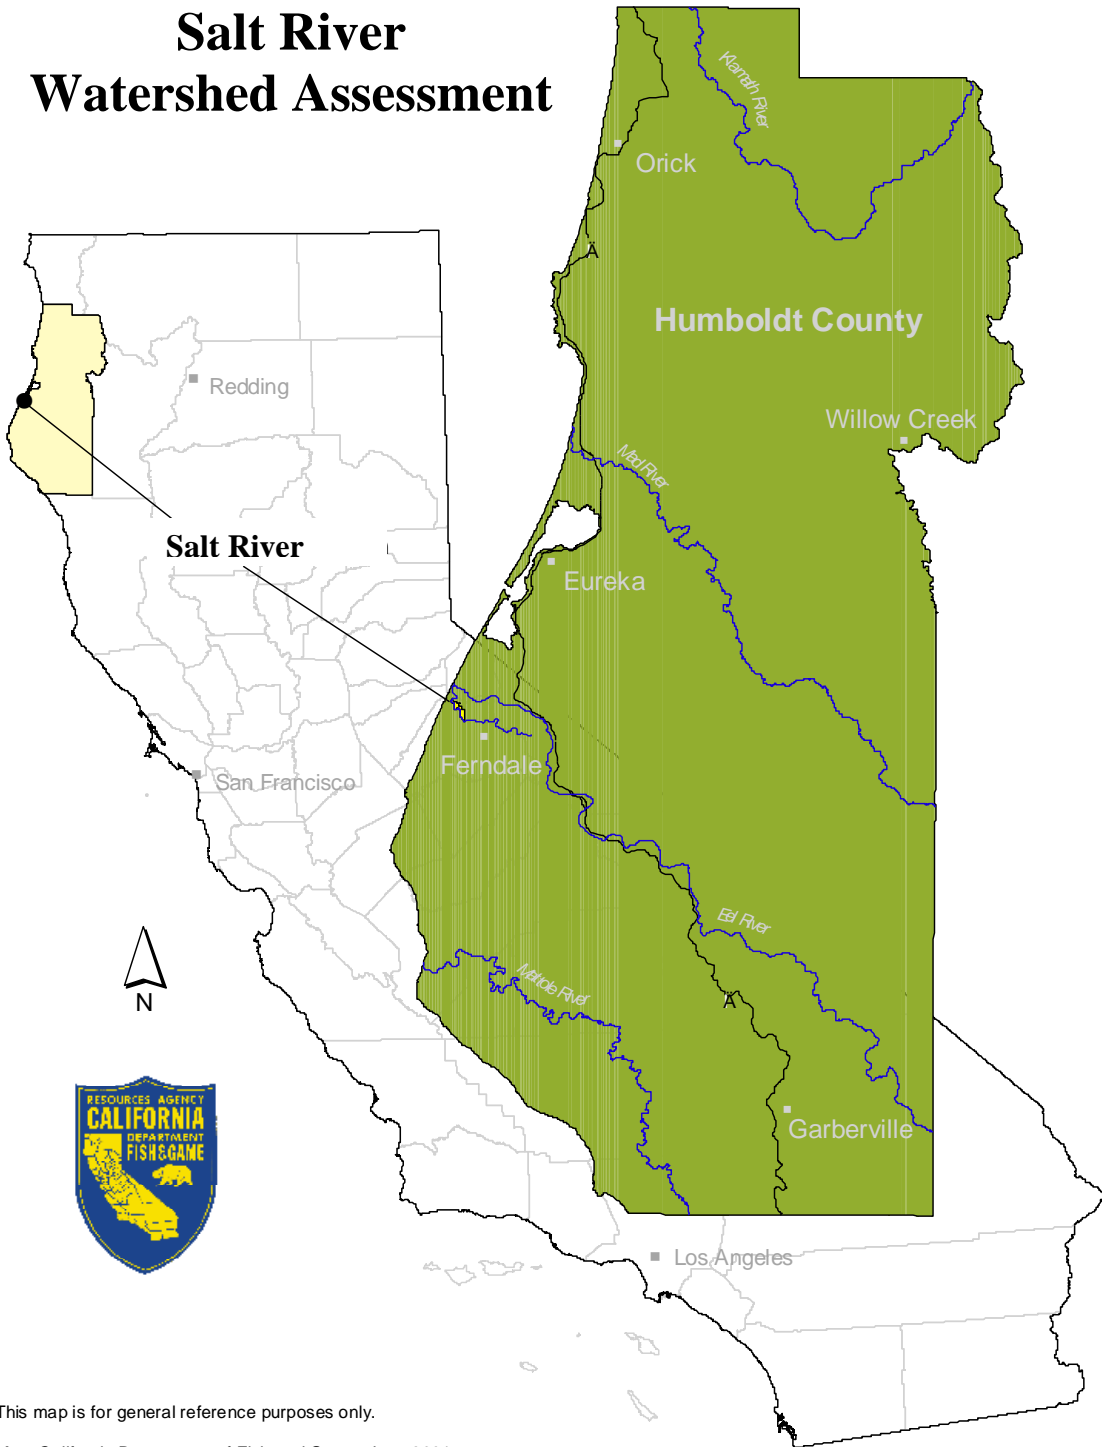 Salt River
Watershed Assessment
Klamath River
Orick
Ä
Humboldt County
Redding
Willow Creek
Mad River
Salt River
Eureka
Ferndale
San Francisco
Eel River
Mattole River
Ä
N
RESOURCES AGENCY
CALIFORNIA
DEPARTMENT
FISH & GAME
Garberville
Los Angeles
This map is for general reference purposes only.